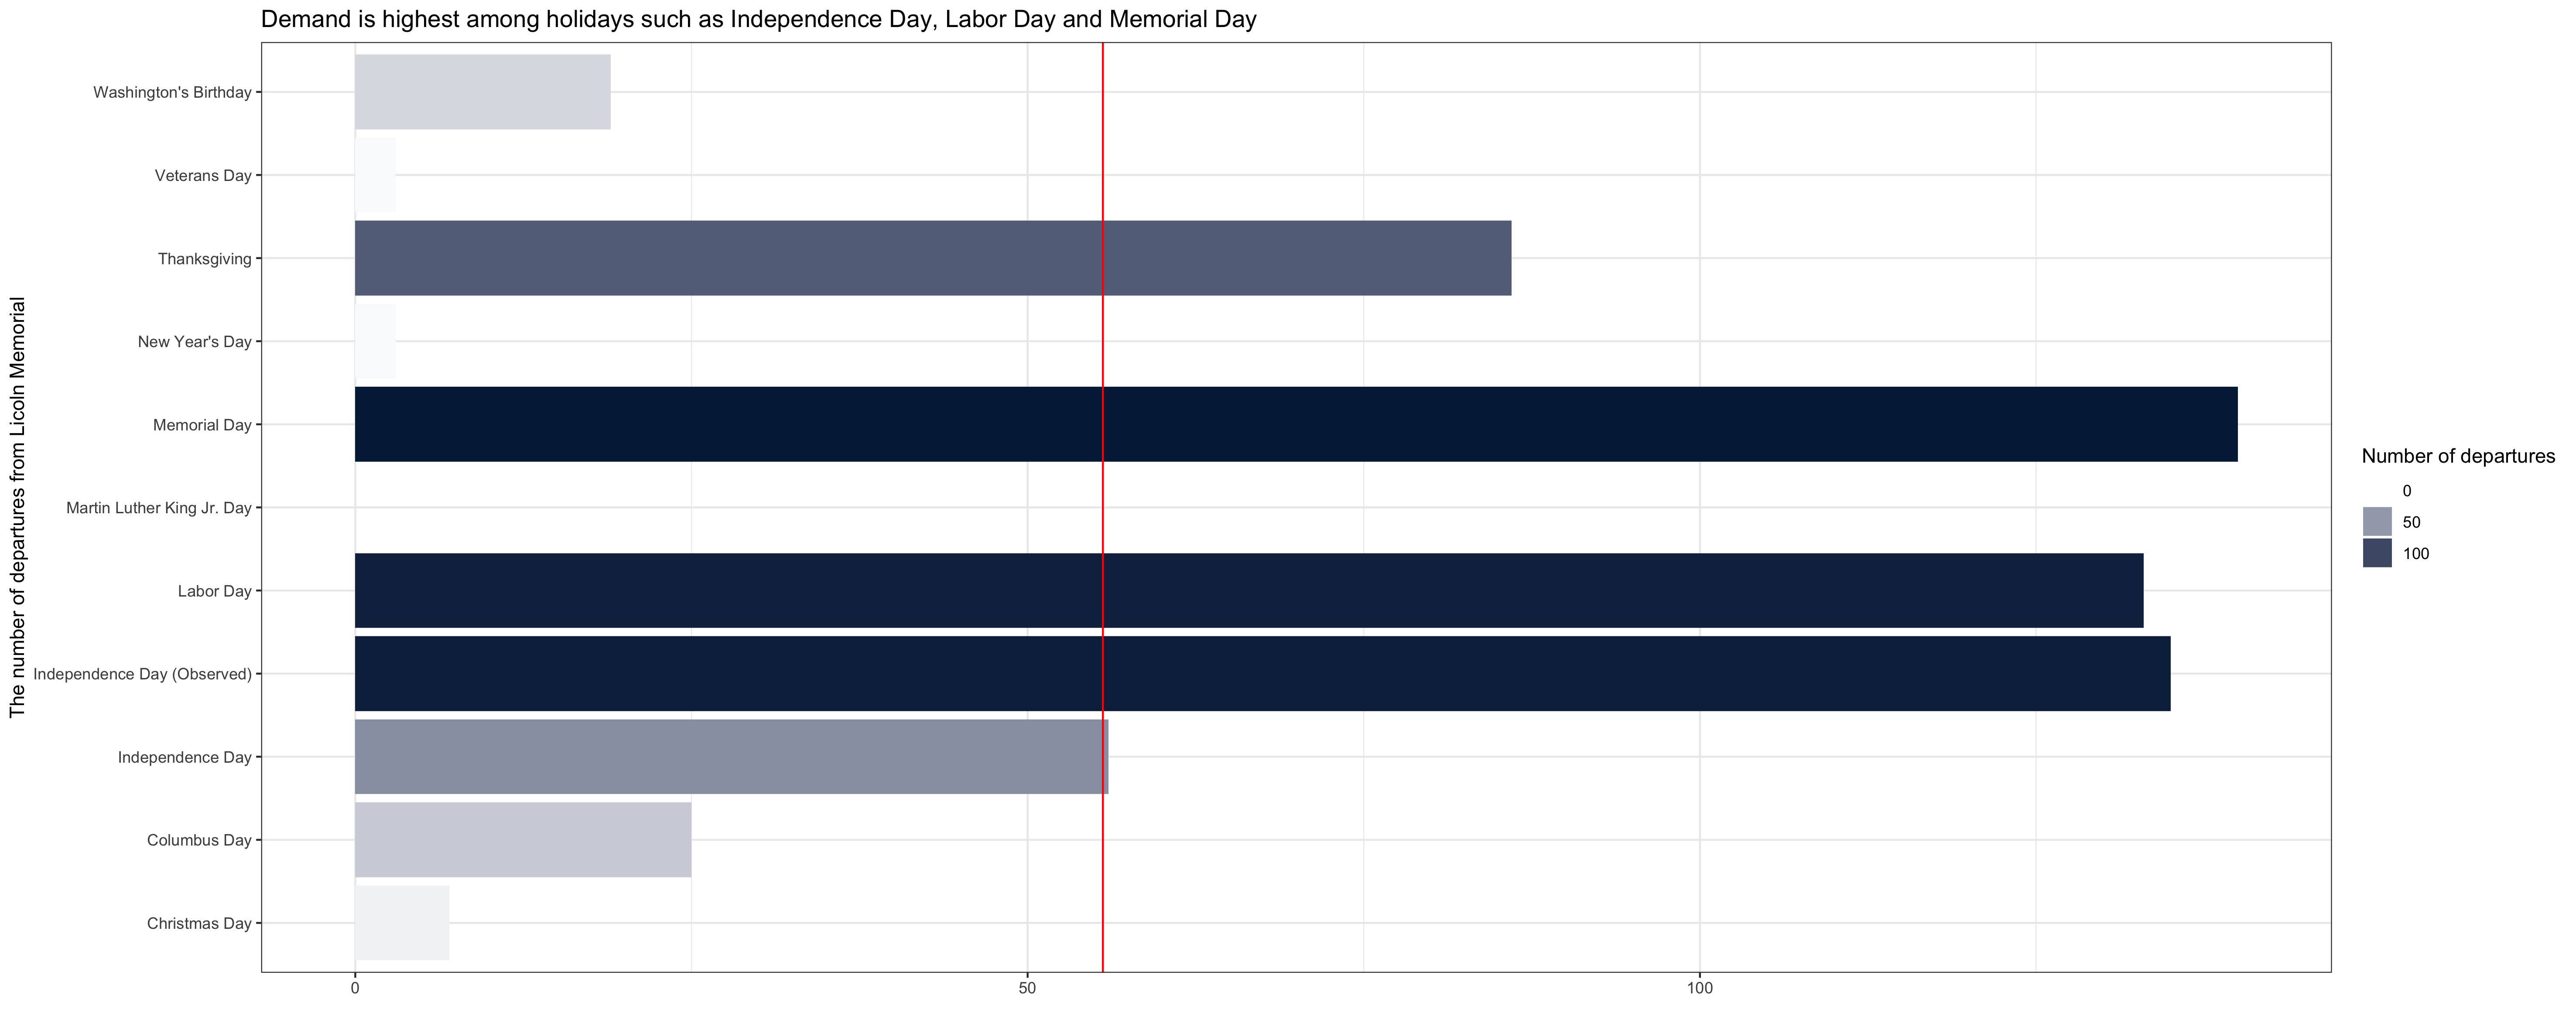 Demand is highest among holidays such as Independence Day, Labor Day and Memorial Day
The number of departures from Licoln Memorial
Washington's Birthday
Veterans Day
Thanksgiving
New Year's Day
Memorial Day
Martin Luther King Jr. Day
Labor Day
Independence Day (Observed)
Independence Day
Columbus Day
Christmas Day
0
50
100
Number of departures
0
50
100